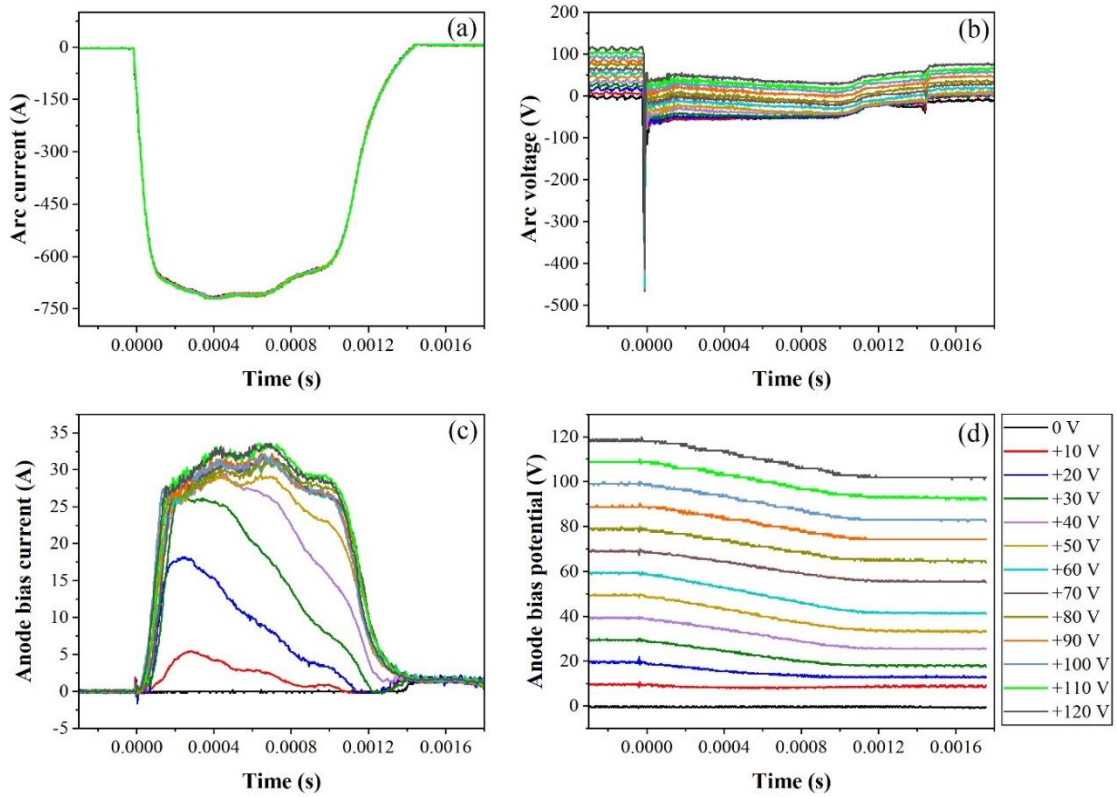 (a)
Arc current (A)
0
-150
-300
-450
-600
-750
0.0000 0.0004 0.0008 0.0012 0.0016
Time (s)
(b)
Arc voltage (V)
200
100
0
-100
-200
-300
-400
-500
0.0000 0.0004 0.0008 0.0012 0.0016
Time (s)
(c)
Anode bias current (A)
35
30
25
20
15
10
5
0
-5
0.0000 0.0004 0.0008 0.0012 0.0016
Time (s)
(d)
Anode bias potential (V)
120
100
80
60
40
20
0
0.0000 0.0004 0.0008 0.0012 0.0016
Time (s)
0 V
+10 V
+20 V
+30 V
+40 V
+50 V
+60 V
+70 V
+80 V
+90 V
+100 V
+110 V
+120 V